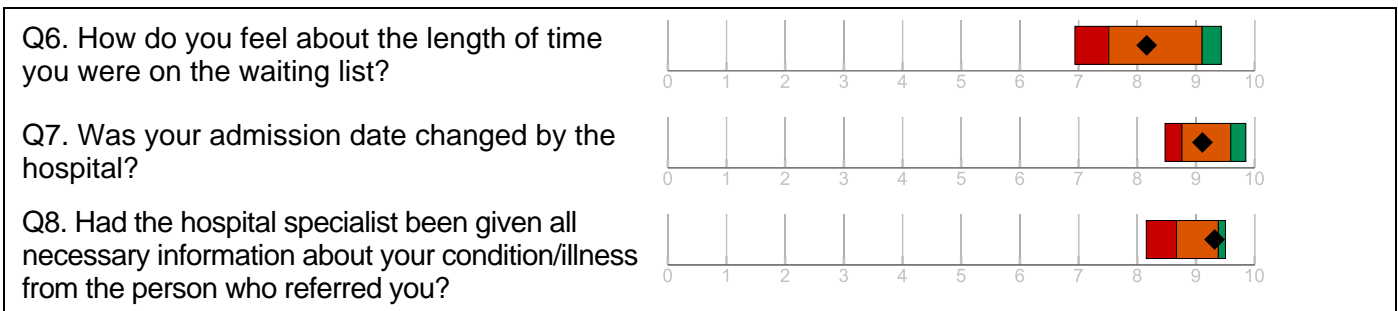 Q6. How do you feel about the length of time
you were on the waiting list?
0 1 2 3 4 5 6 7 8 9 10
Q7. Was your admission date changed by the
hospital?
0 1 2 3 4 5 6 7 8 9 10
Q8. Had the hospital specialist been given all
necessary information about your condition/illness
from the person who referred you?
0 1 2 3 4 5 6 7 8 9 10